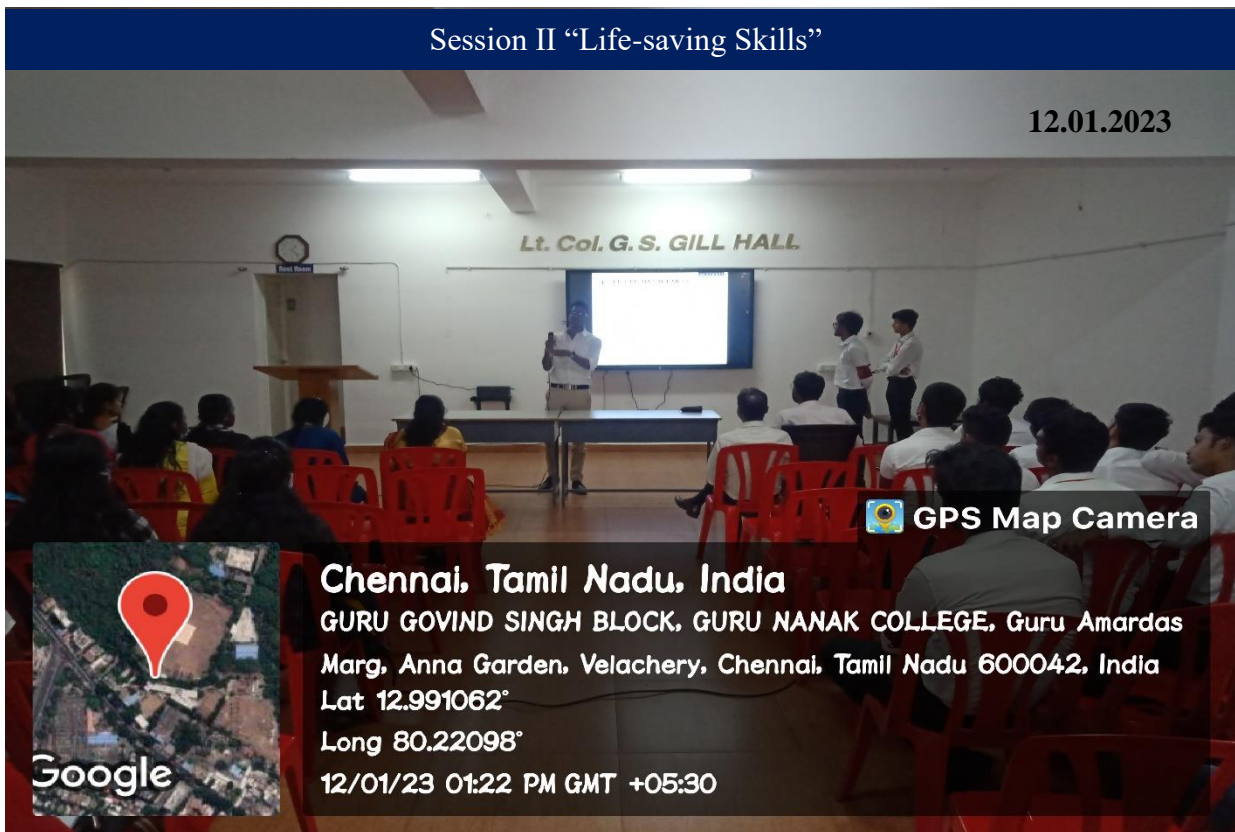 Session II “Life-saving Skills”
12.01.2023
Lt. Col. G. S. GILL HALL
Rest Room
GPS Map Camera
Chennai, Tamil Nadu, India
GURU GOVIND SINGH BLOCK, GURU NANAK COLLEGE, Guru Amardas
Marg, Anna Garden, Velachery, Chennai, Tamil Nadu 600042, India
Lat 12.991062°
Long 80.22098°
12/01/23 01:22 PM GMT +05:30
Google